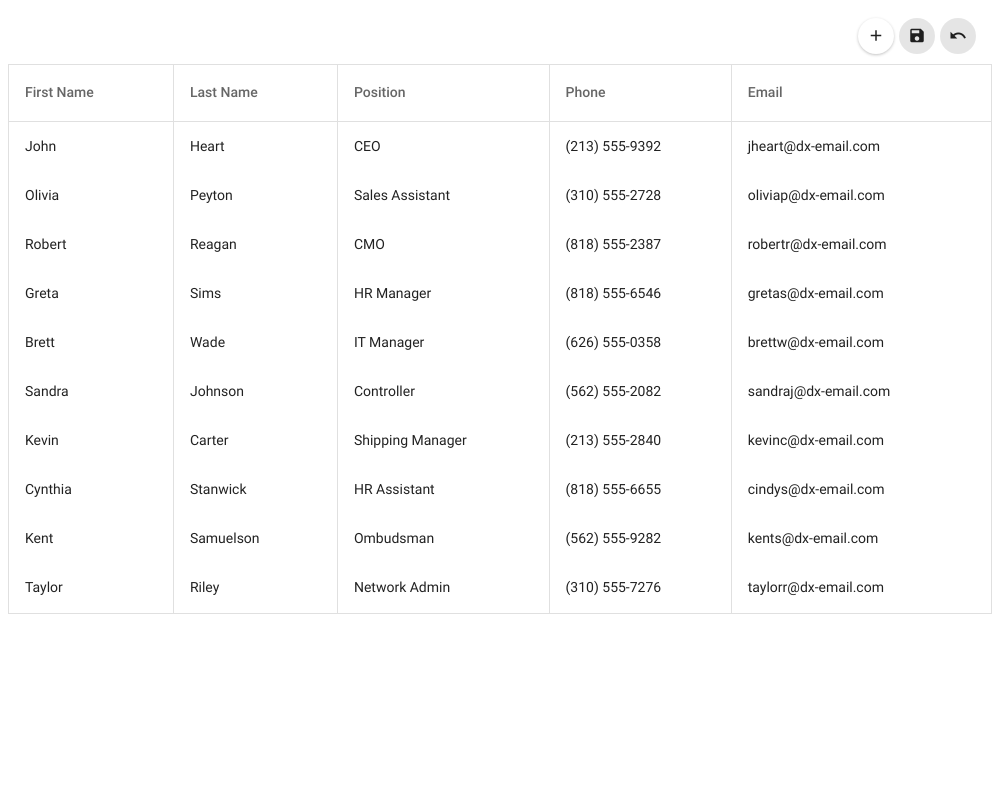 First Name Last Name Position Phone Email
John Heart CEO (213) 555-9392 jheart@dx-email.com
Olivia Peyton Sales Assistant (310) 555-2728 oliviap@dx-email.com
Robert Reagan CMO (818) 555-2387 robertr@dx-email.com
Greta Sims HR Manager (818) 555-6546 gretas@dx-email.com
Brett Wade IT Manager (626) 555-0358 brettw@dx-email.com
Sandra Johnson Controller (562) 555-2082 sandraj@dx-email.com
Kevin Carter Shipping Manager (213) 555-2840 kevinc@dx-email.com
Cynthia Stanwick HR Assistant (818) 555-6655 cindys@dx-email.com
Kent Samuelson Ombudsman (562) 555-9282 kents@dx-email.com
Taylor Riley Network Admin (310) 555-7276 taylorr@dx-email.com